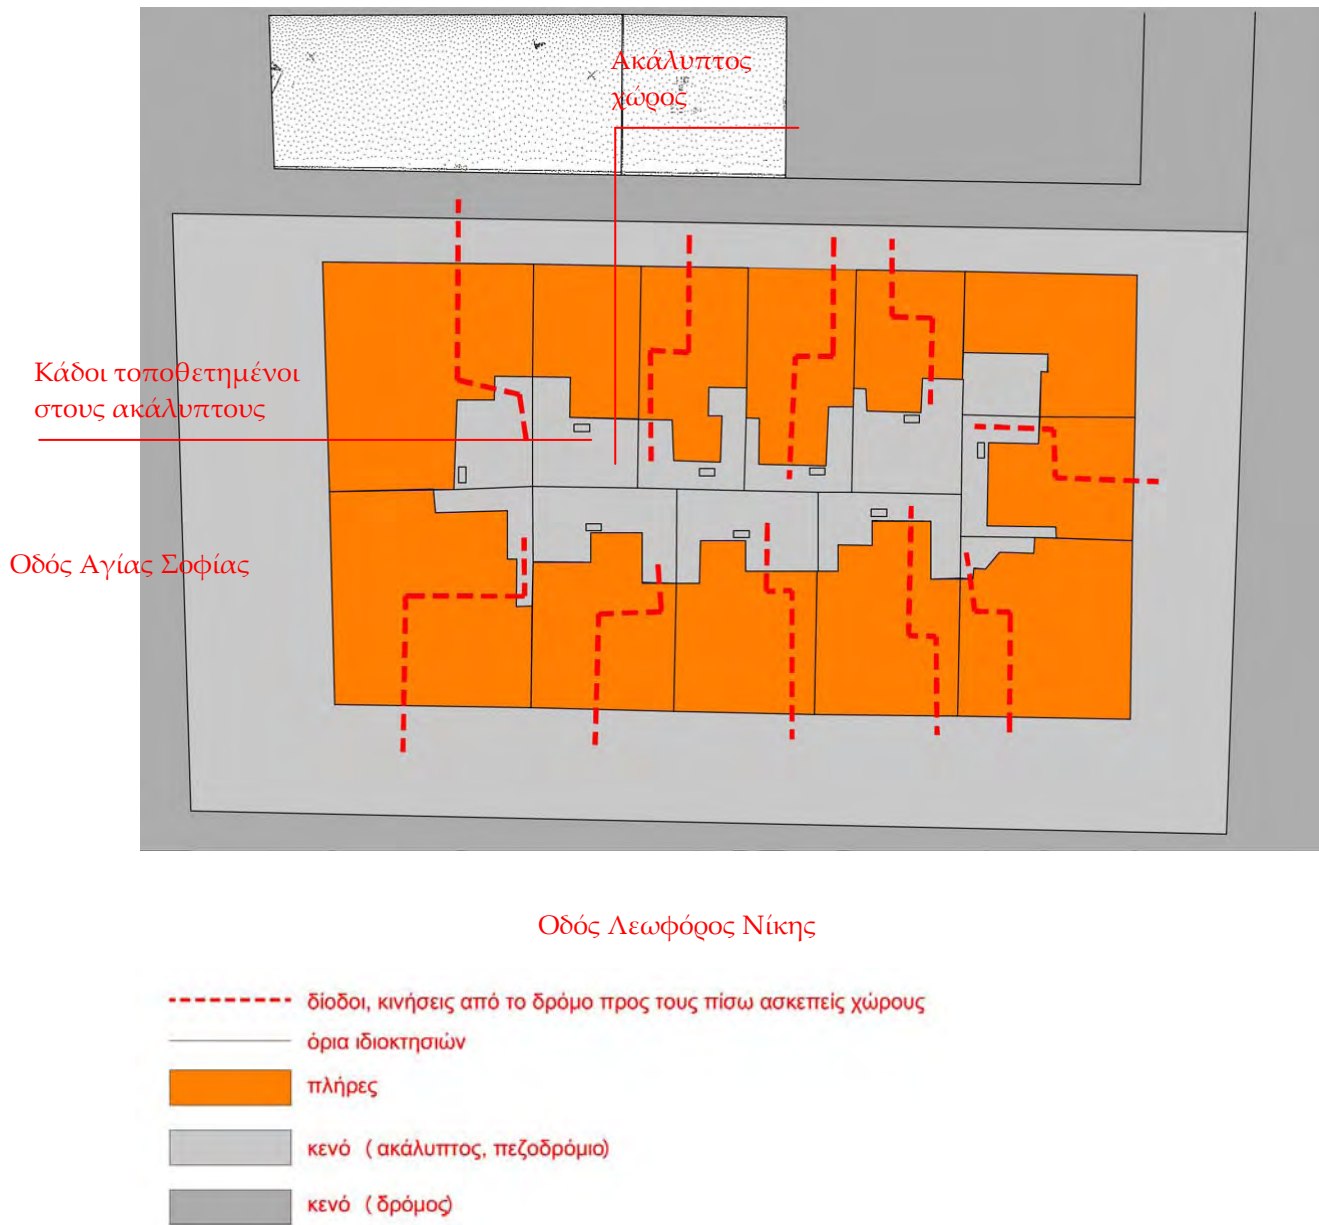 Ακάλυπτος
χώρος
Κάδοι τοποθετημένοι
στους ακάλυπτους
Οδός Αγίας Σοφίας
Οδός Λεωφόρος Νίκης
δίοδοι, κινήσεις από το δρόμο προς τους πίσω ασκεπείς χώρους
όρια ιδιοκτησιών
πλήρες
κενό ( ακάλυπτος, πεζοδρόμιο)
κενό ( δρόμος)